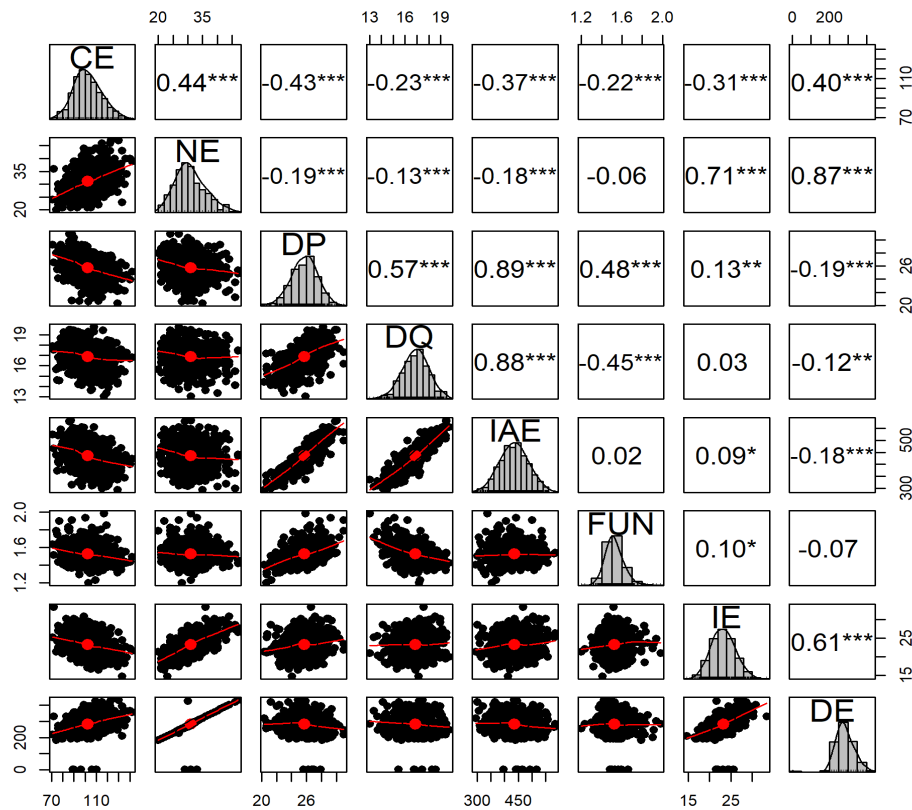 20 35 13 16 19 1.2 1.6 2.0 0 200
CE 0.44*** -0.43*** -0.23*** -0.37*** -0.22*** -0.31*** 0.40*** 70 110
20 35 NE -0.19*** -0.13*** -0.18*** -0.06 0.71*** 0.87***
DP 0.57*** 0.89*** 0.48*** 0.13** -0.19*** 20 26
13 16 19 DQ 0.88*** -0.45*** 0.03 -0.12**
IAE 0.02 0.09* -0.18*** 300 500
1.2 1.6 2.0 FUN 0.10* -0.07
IE 0.61*** 15 25
0 200 DE
70 110 20 26 300 450 15 25